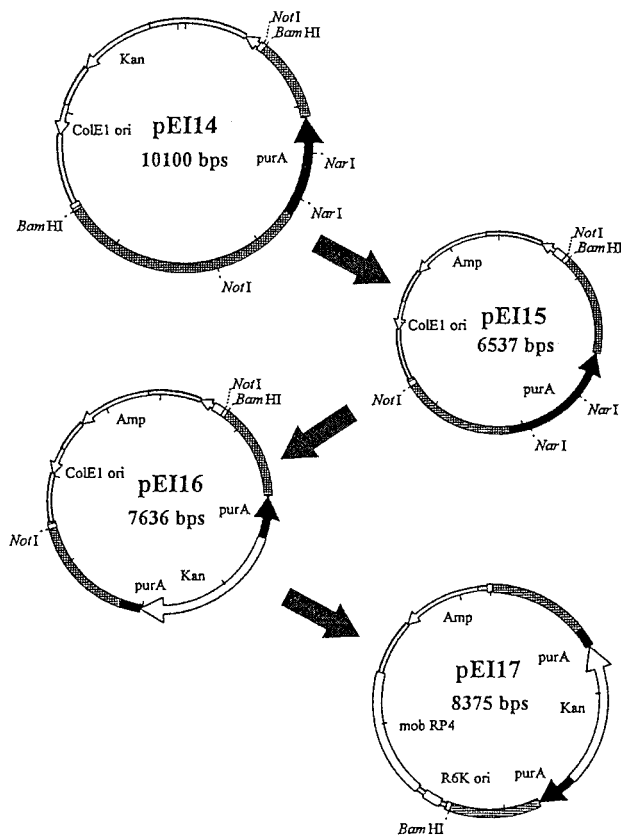 NotI
BamHI
Kan
ColE1 ori
pEI14
10100 bps
purA
NarI
NarI
BamHI
NotI
NotI
BamHI
Amp
ColE1 ori
pEI15
6537 bps
purA
NotI
NarI
NarI
NotI
BamHI
Amp
ColE1 ori
pEI16
7636 bps
purA
NotI
purA
Kan
Amp
pEI17
8375 bps
purA
Kan
mob RP4
R6K ori
purA
BamHI